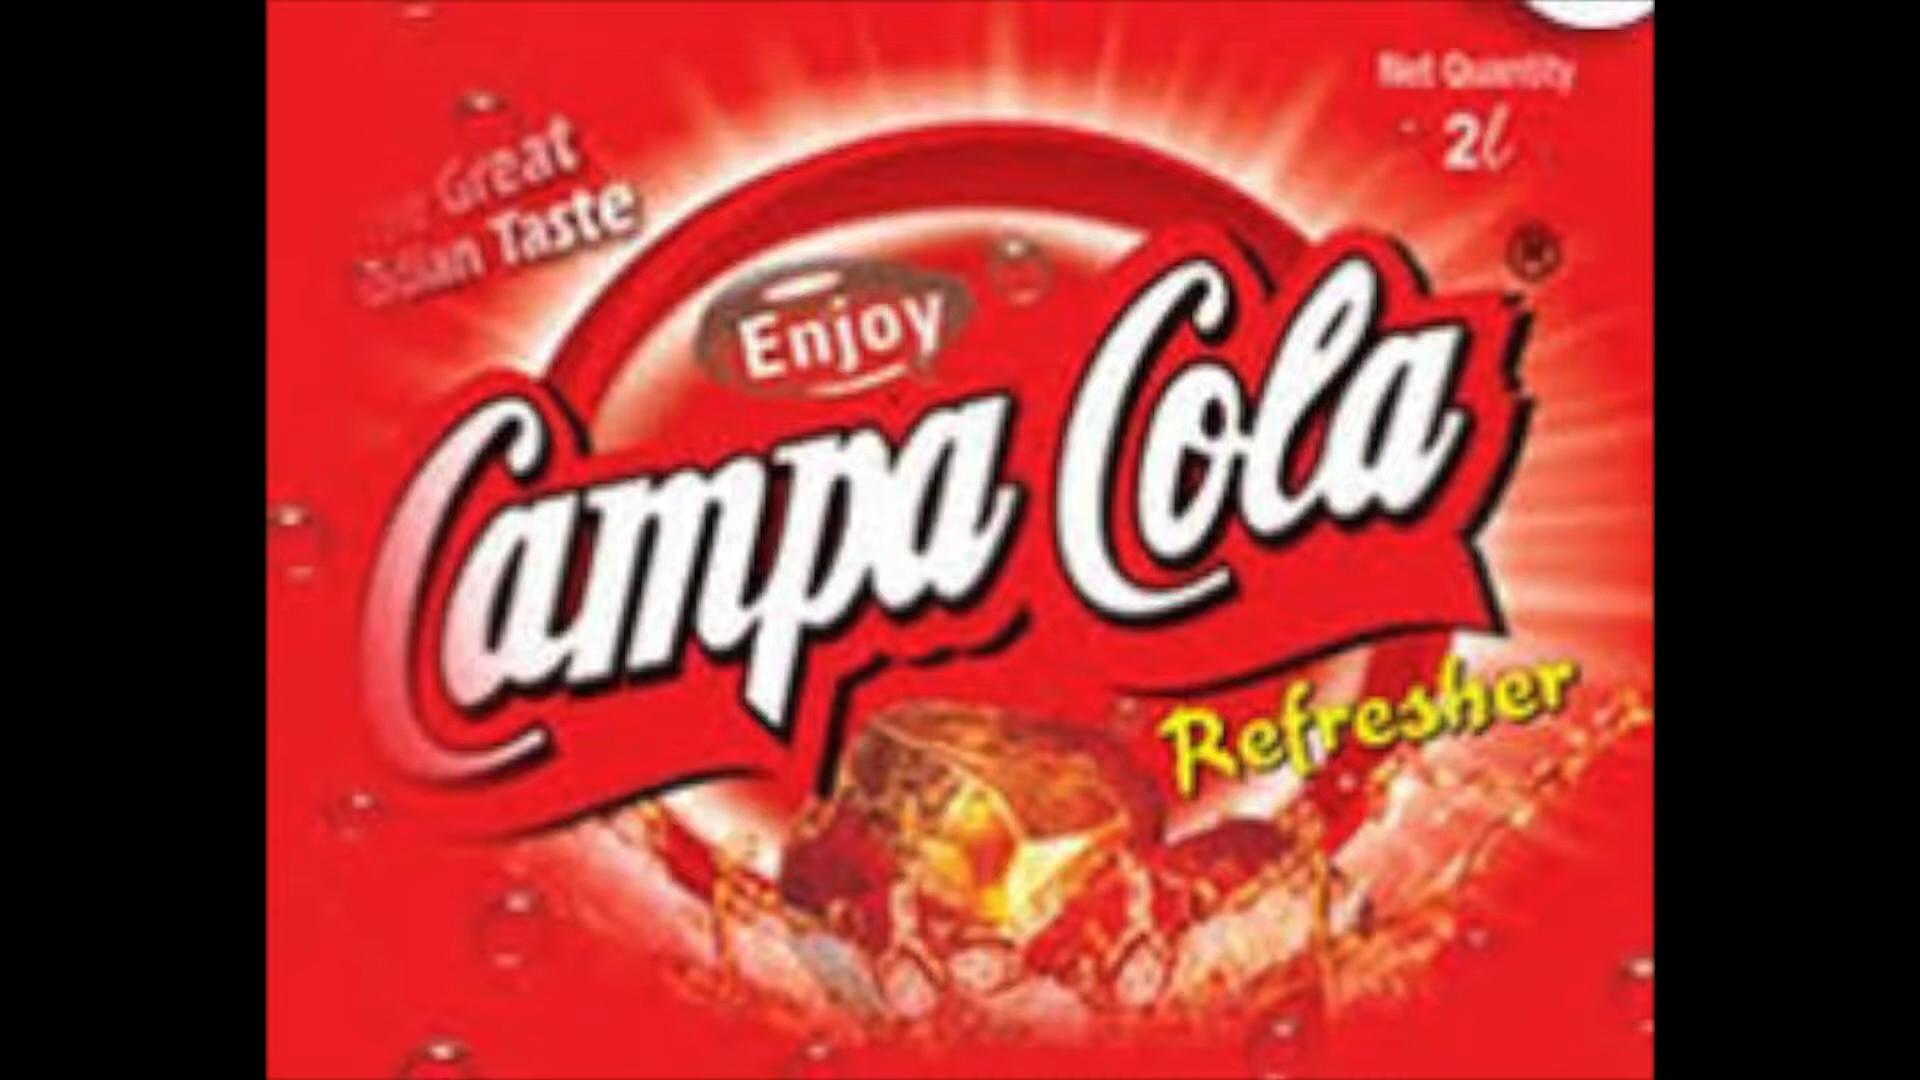 Great
Taste
Net Quantity
2l
Enjoy
Campa Cola
®
Refresher